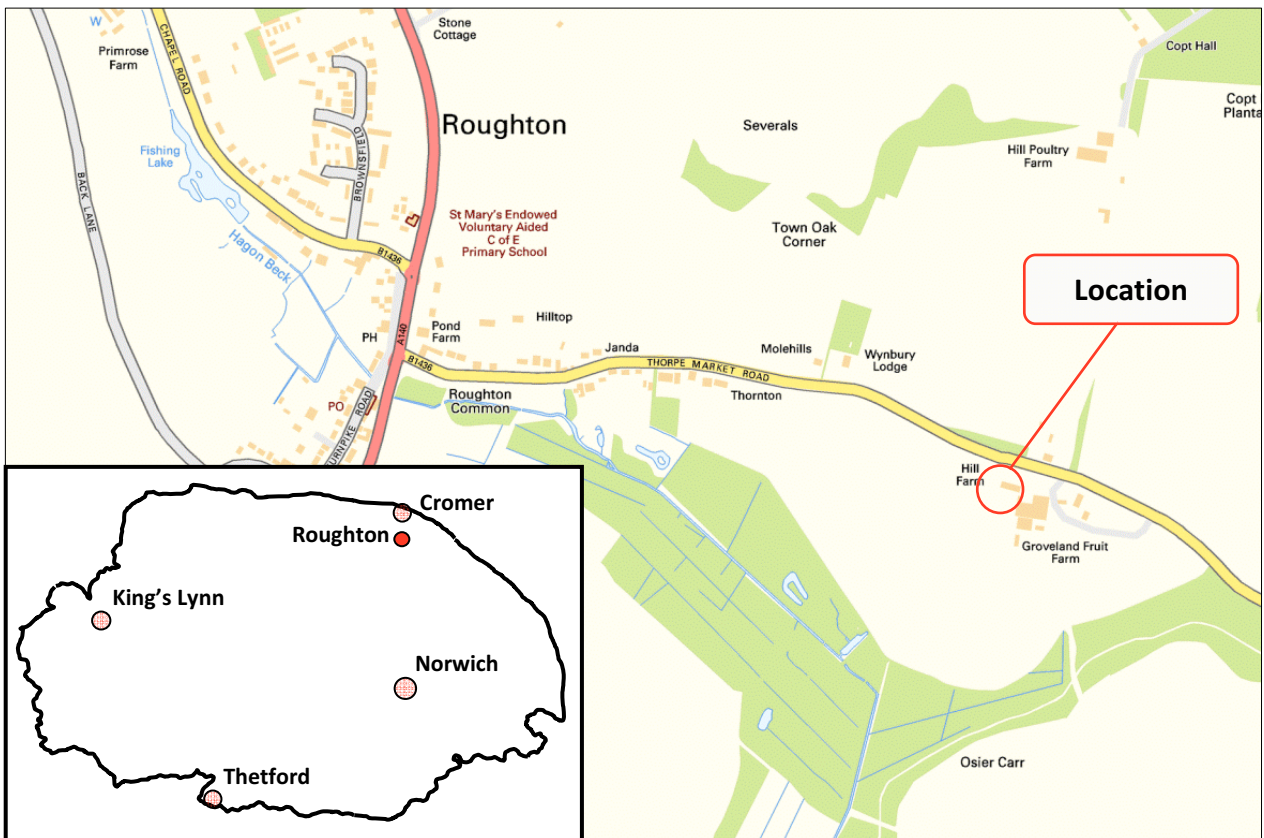 W
Primrose
Farm
CHAPEL ROAD
Stone
Cottage
Copt Hall
Copt
Planta
Roughton
Severals
Hill Poultry
Farm
Fishing
Lake
BROWNSFIELD
BACK LANE
St Mary's Endowed
Voluntary Aided
C of E
Primary School
Town Oak
Corner
Hagon Beck
B1436
Location
A140
PH
Pond
Farm
Hilltop
Janda
Molehills
Wynbury
Lodge
B1436
THORPE MARKET ROAD
Thornton
Roughton
Common
PO
URNPIKE ROAD
Hill
Farm
Groveland Fruit
Farm
Osier Carr
Cromer
Roughton
King's Lynn
Norwich
Thetford